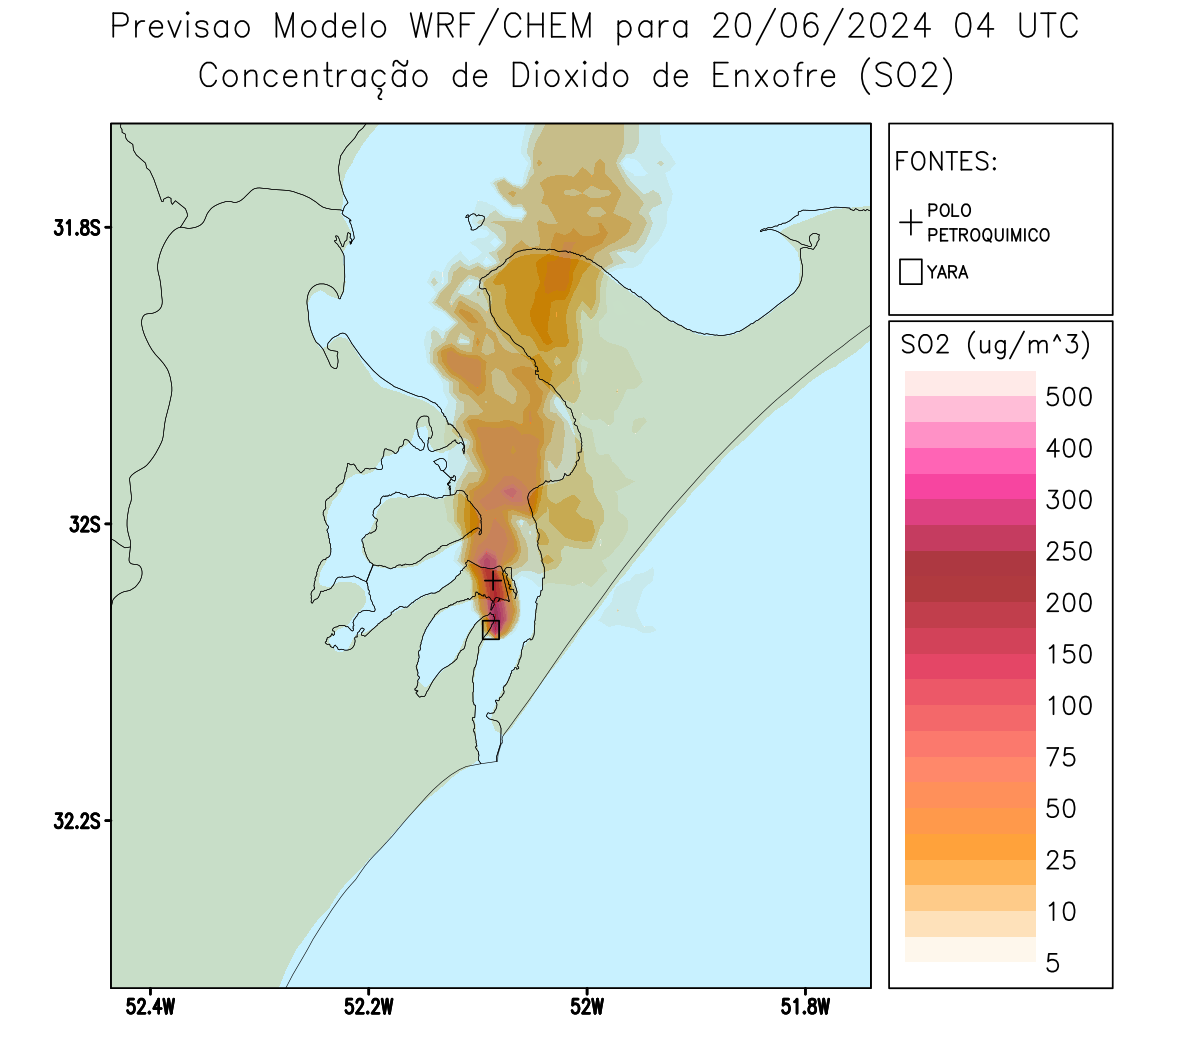 Previsao Modelo WRF/CHEM para 20/06/2024 04 UTC
Concentração de Dioxido de Enxofre (SO2)
FONTES:
POLO
PETROQUIMICO
YARA
31.8S
32S
32.2S
52.4W
52.2W
52W
51.8W
SO2 (ug/m^3)
500
400
300
250
200
150
100
75
50
25
10
5